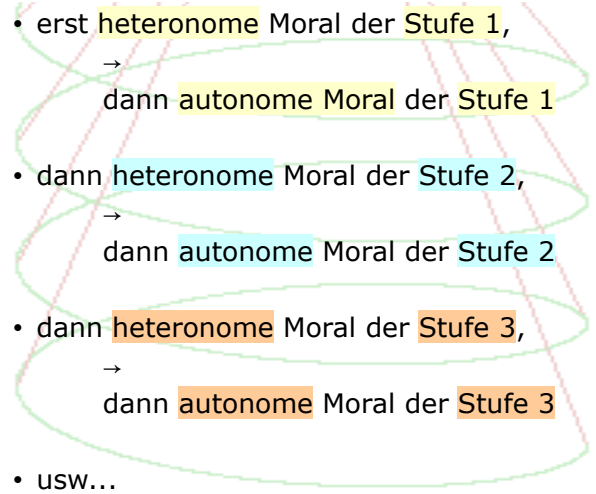 • erst heteronome Moral der Stufe 1,
→
dann autonome Moral der Stufe 1
• dann heteronome Moral der Stufe 2,
→
dann autonome Moral der Stufe 2
• dann heteronome Moral der Stufe 3,
→
dann autonome Moral der Stufe 3
• usw...